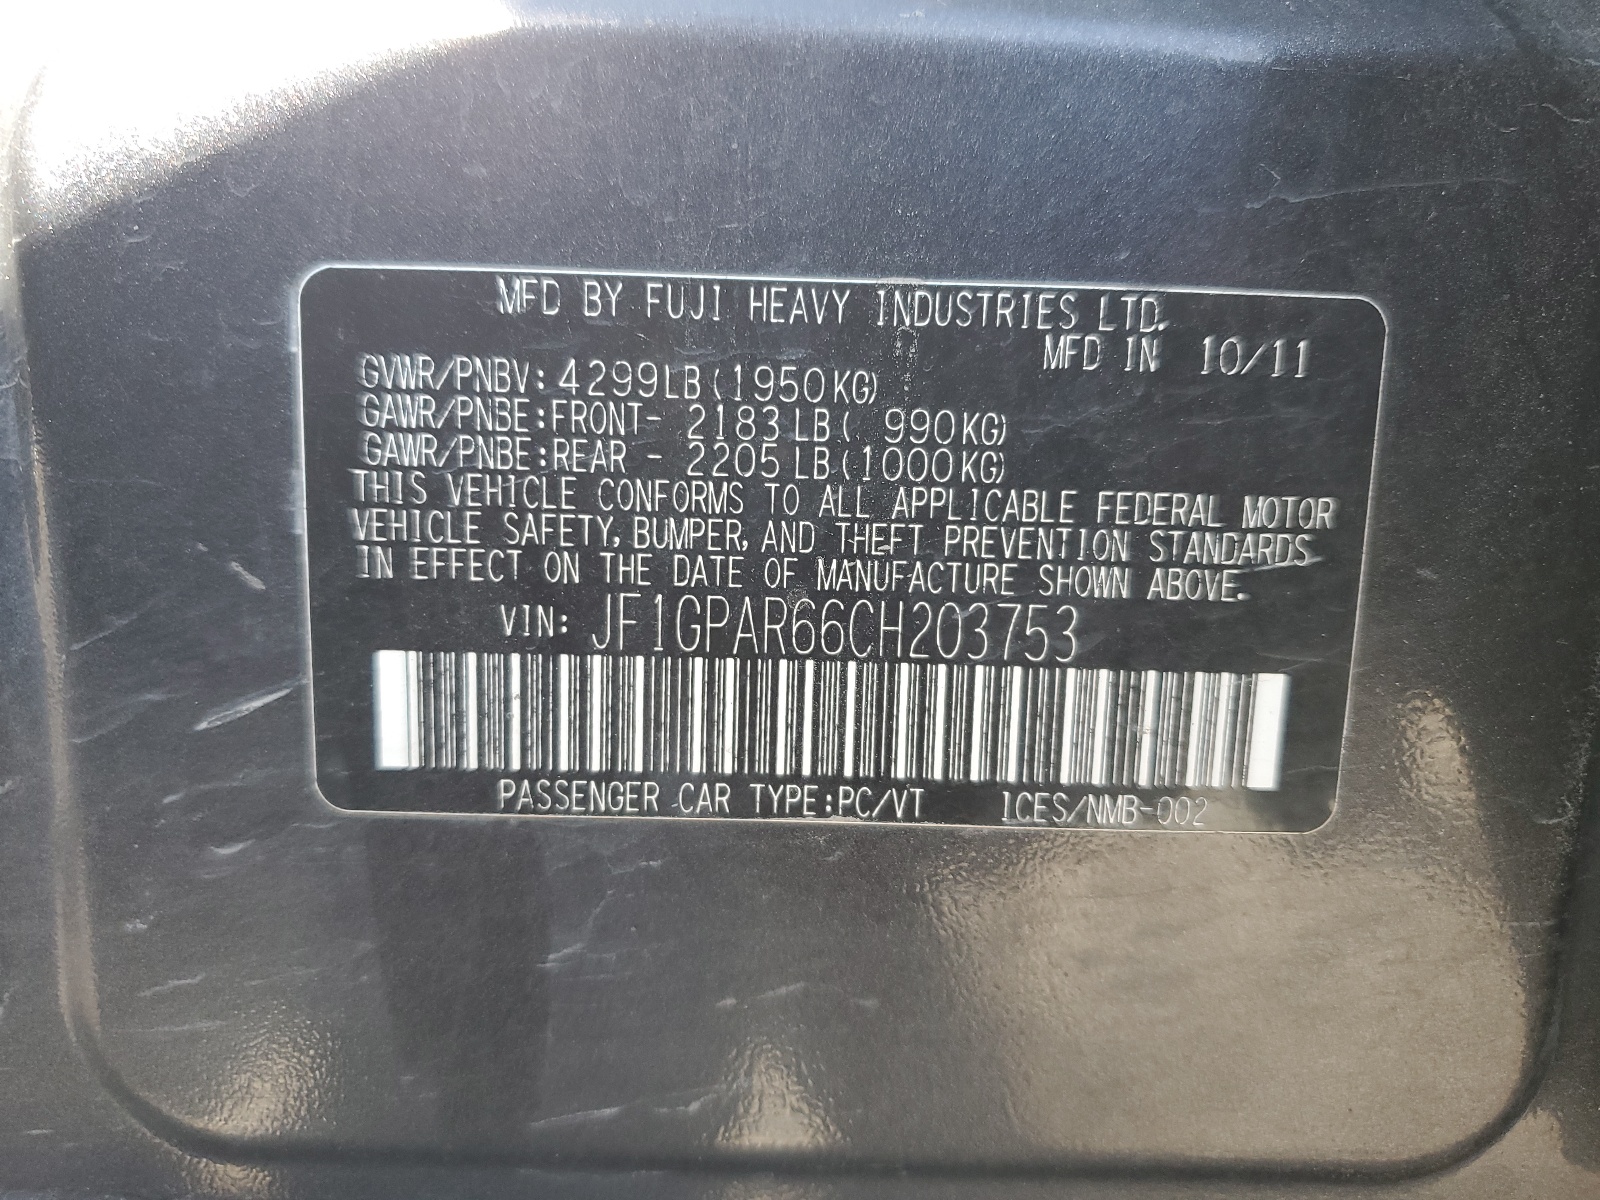 MFD BY FUJI HEAVY INDUSTRIES LTD.
MFD IN 10/11
GVWR/PNBV: 4299LB (1950KG)
GAWR/PNBE:FRONT- 2183LB ( 990KG)
GAWR/PNBE:REAR - 2205LB (1000KG)
THIS VEHICLE CONFORMS TO ALL APPLICABLE FEDERAL MOTOR
VEHICLE SAFETY, BUMPER, AND THEFT PREVENTION STANDARDS
IN EFFECT ON THE DATE OF MANUFACTURE SHOWN ABOVE.
VIN: JF1GPAR66CH203753
PASSENGER CAR TYPE:PC/VT ICES/NMB-002